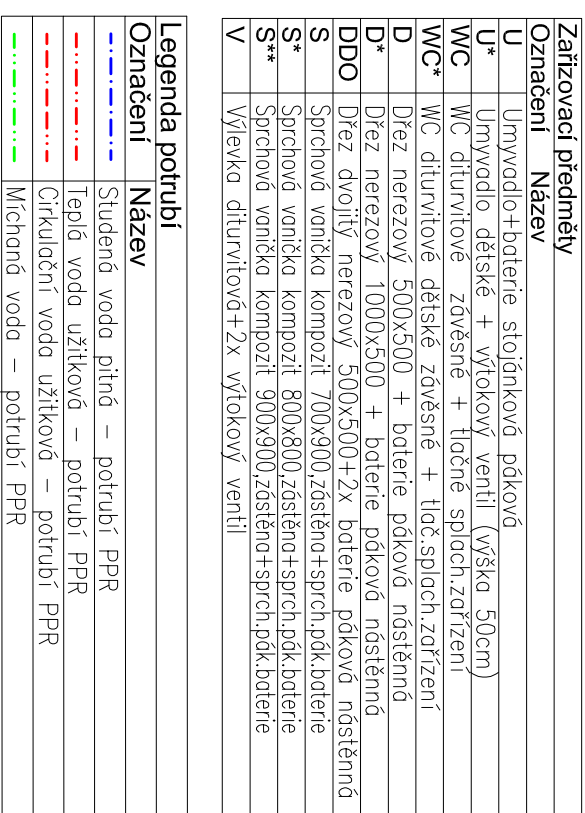 Zařizovací předměty
Označení Název
U Umyvadlo+baterie stojánková páková
U* Umyvadlo dětské + výtokový ventil (výška 50cm)
WC WC diturvitové závěsné + tlačné splach.zařízení
WC* WC diturvitové dětské závěsné + tlač.splach.zařízení
D Dřez nerezový 500x500 + baterie páková nástěnná
D* Dřez nerezový 1000x500 + baterie páková nástěnná
DDO Dřez dvojitý nerezový 500x500+2x baterie páková nástěnná
S Sprchová vanička kompozit 700x900,zástěna+sprch.pák.baterie
S* Sprchová vanička kompozit 800x800,zástěna+sprch.pák.baterie
S** Sprchová vanička kompozit 900x900,zástěna+sprch.pák.baterie
V Výlevka diturvitová+2x výtokový ventil
Legenda potrubí
Označení Název
Studená voda pitná – potrubí PPR
Teplá voda užitková – potrubí PPR
Cirkulační voda užitková – potrubí PPR
Míchaná voda – potrubí PPR